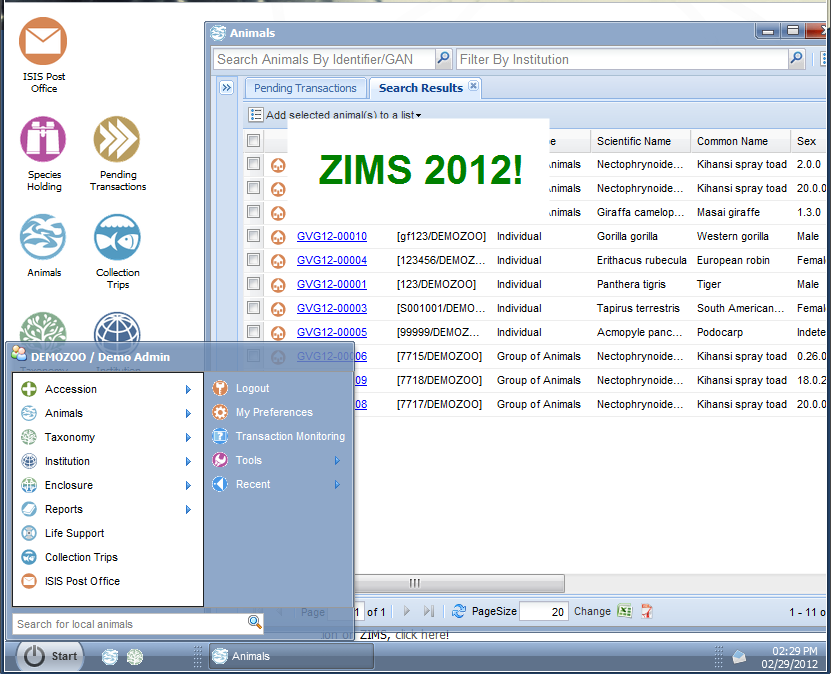 ISIS Post
Office
Species
Holding
Pending
Transactions
Animals
Collection
Trips
Taxonomy
Institution
Animals
Search Animals By Identifier/GAN
Filter By Institution
Pending Transactions
Search Results
Add selected animal(s) to a list
ZIMS 2012!
Scientific Name Common Name Sex
nimals Nectophrynoide... Kihansi spray toad 2.0.0
nimals Nectophrynoide... Kihansi spray toad 20.0.0
nimals Giraffa camelop... Masai giraffe 1.3.0
GVG12-00010 [gf123/DEMOZOO] Individual Gorilla gorilla Western gorilla Male
GVG12-00004 [123456/DEMOZ... Individual Erithacus rubecula European robin Femal
GVG12-00001 [123/DEMOZOO] Individual Panthera tigris Tiger Male
GVG12-00003 [S001001/DEMO... Individual Tapirus terrestris South American... Femal
GVG12-00005 [99999/DEMOZ... Individual Acmopyle panc... Podocarp Indete
GVG12-00006 [7715/DEMOZOO] Group of Animals Nectophrynoide... Kihansi spray toad 0.26.0
09 [7718/DEMOZOO] Group of Animals Nectophrynoide... Kihansi spray toad 18.0.2
08 [7717/DEMOZOO] Group of Animals Nectophrynoide... Kihansi spray toad 20.0.0
DEMOZOO / Demo Admin
Accession
Animals
Taxonomy
Institution
Enclosure
Reports
Life Support
Collection Trips
ISIS Post Office
Logout
My Preferences
Transaction Monitoring
Tools
Recent
Search for local animals
Page 1 of 1 PageSize 20 Change 1 - 11 o
ion of ZIMS, click here!
Start
Animals
02:29 PM
02/29/2012